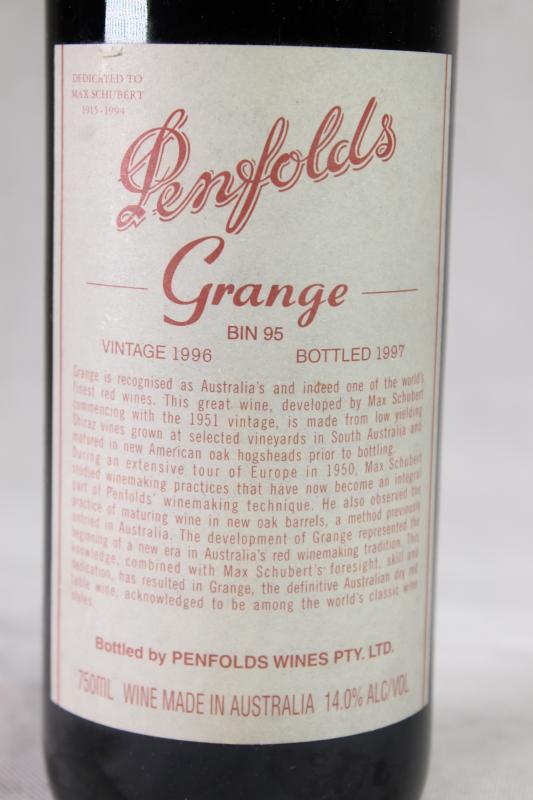 DEDICATED TO
MAX SCHUBERT
1915-1994
Penfolds
Grange
BIN 95
VINTAGE 1996 BOTTLED 1997
Grange is recognised as Australia's and indeed one of the world's
finest red wines. This great wine, developed by Max Schubert
commencing with the 1951 vintage, is made from low yielding
Shiraz vines grown at selected vineyards in South Australia and
matured in new American oak hogsheads prior to bottling.
During an extensive tour of Europe in 1950, Max Schubert
studied winemaking practices that have now become an integral
part of Penfolds' winemaking technique. He also observed the
practice of maturing wine in new oak barrels, a method previously
untried in Australia. The development of Grange represented the
beginning of a new era in Australia's red winemaking tradition. This
knowledge, combined with Max Schubert's foresight, skill and
dedication, has resulted in Grange, the definitive Australian dry red
table wine, acknowledged to be among the world's classic wine
styles.
Bottled by PENFOLDS WINES PTY. LTD.
750ML WINE MADE IN AUSTRALIA 14.0% ALC/VOL